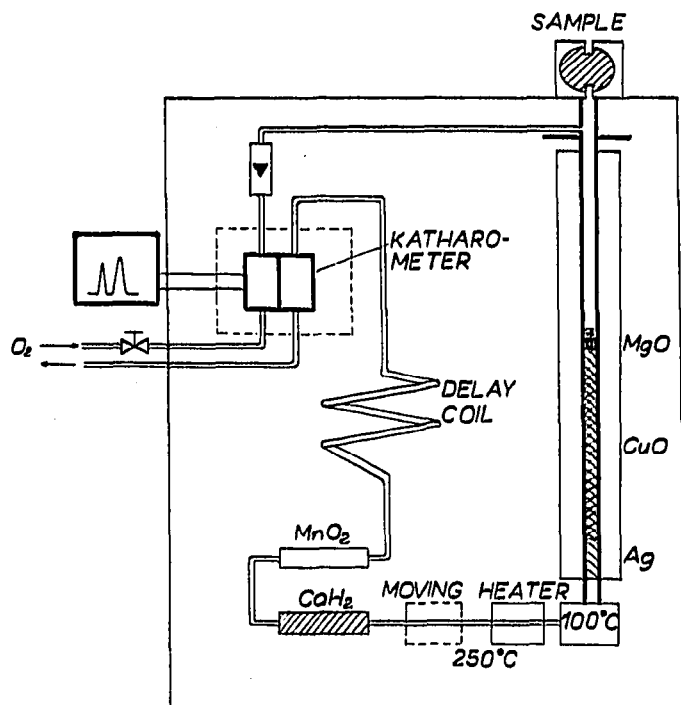 SAMPLE
KATHARO-
METER
O₂
MgO
DELAY
COIL
CuO
MnO₂
Ag
CaH₂
MOVING
HEATER
100°C
250°C